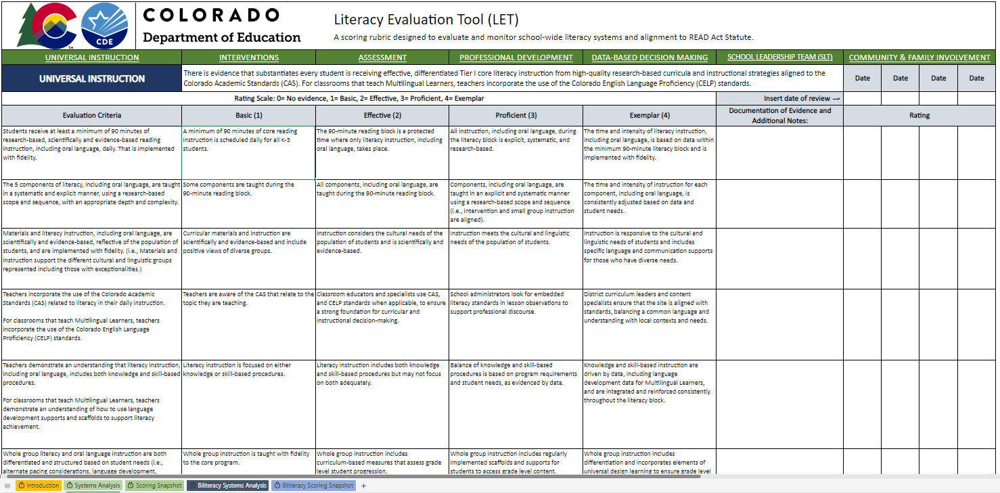 COLORADO
Department of Education
CDE
TM
Literacy Evaluation Tool (LET)
A scoring rubric designed to evaluate and monitor school-wide literacy systems and alignment to READ Act Statute.
UNIVERSAL INSTRUCTION
INTERVENTIONS
ASSESSMENT
PROFESSIONAL DEVELOPMENT
DATA-BASED DECISION MAKING
SCHOOL LEADERSHIP TEAM (SLT)
COMMUNITY & FAMILY INVOLVEMENT
UNIVERSAL INSTRUCTION
There is evidence that substantiates every student is receiving effective, differentiated Tier I core literacy instruction from high-quality research-based curricula and instructional strategies aligned to the
Colorado Academic Standards (CAS). For classrooms that teach Multilingual Learners, teachers incorporate the use of the Colorado English Language Proficiency (CELP) standards.
Date
Date
Date
Date
Rating Scale: 0= No evidence, 1= Basic, 2= Effective, 3= Proficient, 4= Exemplar
Insert date of review →
Evaluation Criteria
Basic (1)
Effective (2)
Proficient (3)
Exemplar (4)
Documentation of Evidence and
Additional Notes:
Rating
Students receive at least a minimum of 90 minutes of
research-based, scientifically and evidence-based reading
instruction, including oral language, daily. That is implemented
with fidelity.
A minimum of 90 minutes of core reading
instruction is scheduled daily for all K-3
students.
The 90-minute reading block is a protected
time where only literacy instruction, including
oral language, takes place.
All instruction, including oral language, during
the literacy block is explicit, systematic, and
research-based.
The time and intensity of literacy instruction,
including oral language, is based on data within
the minimum 90-minute literacy block and is
implemented with fidelity.
The 5 components of literacy, including oral language, are taught
in a systematic and explicit manner, using a research-based
scope and sequence, with an appropriate depth and complexity.
Some components are taught during the
90-minute reading block.
All components, including oral language, are
taught during the 90-minute reading block.
Components, including oral language, are
taught in an explicit and systematic manner
using a research-based scope and sequence
(i.e., intervention and small group instruction
are aligned).
The time and intensity of instruction for each
component, including oral language, is
consistently adjusted based on data and
student needs.
Materials and literacy instruction, including oral language, are
scientifically and evidence-based, reflective of the population of
students, and are implemented with fidelity. (i.e., Materials and
instruction support the different cultural and linguistic groups
represented including those with exceptionalities.)
Curricular materials and instruction are
scientifically and evidence-based and include
positive views of diverse groups.
Instruction considers the cultural needs of the
population of students and is scientifically and
evidence-based.
Instruction meets the cultural and linguistic
needs of the population of students.
Instruction is responsive to the cultural and
linguistic needs of students and includes
specific language and communication supports
for those who have diverse needs.
Teachers incorporate the use of the Colorado Academic
Standards (CAS) related to literacy in their daily instruction.
For classrooms that teach Multilingual Learners, teachers
incorporate the use of the Colorado English Language
Proficiency (CELP) standards.
Teachers are aware of the CAS that relate to the
topic they are teaching.
Classroom educators and specialists use CAS,
and CELP standards when applicable, to ensure
a strong foundation for curricular and
instructional decision-making.
School administrators look for embedded
literacy standards in lesson observations to
support professional discourse.
District curriculum leaders and content
specialists ensure that the site is aligned with
standards, balancing a common language and
understanding with local contexts and needs.
Teachers demonstrate an understanding that literacy instruction,
including oral language, includes both knowledge and skill-based
procedures.
For classrooms that teach Multilingual Learners, teachers
demonstrate an understanding of how to use language
development supports and scaffolds to support literacy
achievement.
Literacy instruction is focused on either
knowledge or skill-based procedures.
Literacy instruction includes both knowledge
and skill-based procedures but may not focus
on both adequately.
Balance of knowledge and skill-based
procedures is based on program requirements
and student needs, as evidenced by data.
Knowledge and skill-based instruction are
driven by data, including language
development data for Multilingual Learners,
and are integrated and reinforced consistently
throughout the literacy block.
Whole group literacy and oral language instruction are both
differentiated and structured based on student needs (i.e.,
alternate pacing considerations, language development,
Whole group instruction is taught with fidelity
to the core program.
Whole group instruction includes
curriculum-based measures that assess grade
level student progression.
Whole group instruction includes regularly
implemented scaffolds and supports for
students to access grade level content.
Whole group instruction includes
differentiation and incorporates elements of
universal design learning to ensure grade level
Introduction
Systems Analysis
Scoring Snapshot
Biliteracy Systems Analysis
Biliteracy Scoring Snapshot
+